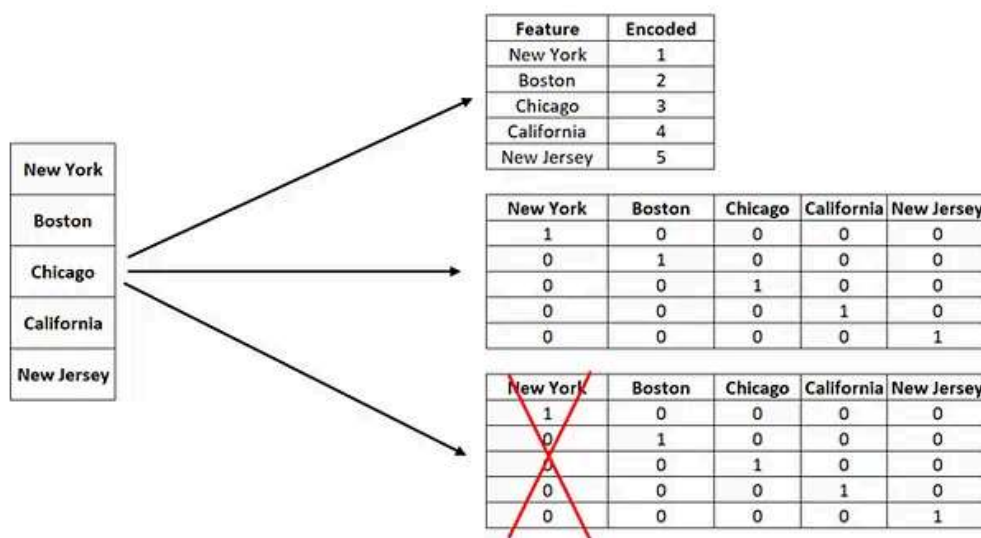 New York
Boston
Chicago
California
New Jersey
Feature Encoded
New York 1
Boston 2
Chicago 3
California 4
New Jersey 5
New York Boston Chicago California New Jersey
1 0 0 0 0
0 1 0 0 0
0 0 1 0 0
0 0 0 1 0
0 0 0 0 1
New York Boston Chicago California New Jersey
1 0 0 0 0
0 1 0 0 0
0 0 1 0 0
0 0 0 1 0
0 0 0 0 1